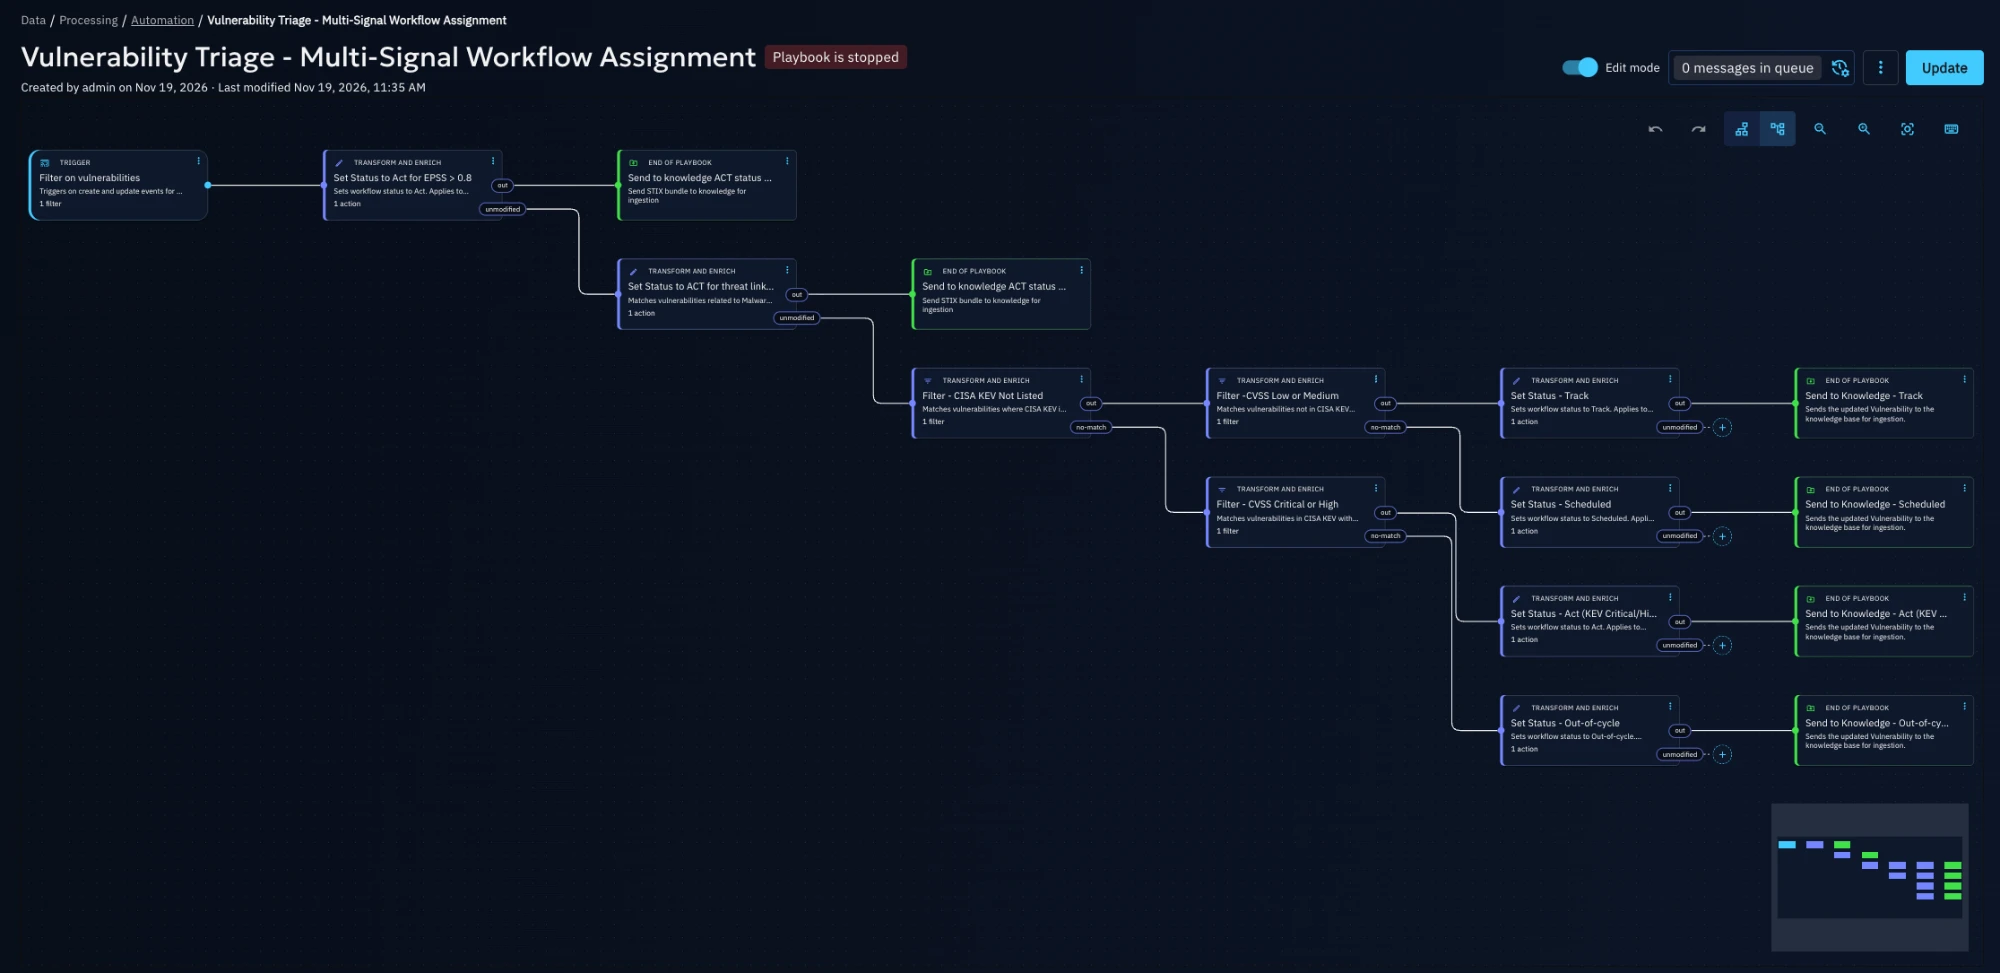 Data / Processing / Automation / Vulnerability Triage - Multi-Signal Workflow Assignment
Vulnerability Triage - Multi-Signal Workflow Assignment
Playbook is stopped
Created by admin on Nov 19, 2026 · Last modified Nov 19, 2026, 11:35 AM
Edit mode
0 messages in queue
Update
TRIGGER
Filter on vulnerabilities
Triggers on create and update events for ...
1 filter
TRANSFORM AND ENRICH
Set Status to Act for EPSS > 0.8
Sets workflow status to Act. Applies to...
1 action
out
unmodified
END OF PLAYBOOK
Send to knowledge ACT status ...
Send STIX bundle to knowledge for
ingestion
TRANSFORM AND ENRICH
Set Status to ACT for threat link...
Matches vulnerabilities related to Malwar...
1 action
out
unmodified
END OF PLAYBOOK
Send to knowledge ACT status ...
Send STIX bundle to knowledge for
ingestion
TRANSFORM AND ENRICH
Filter - CISA KEV Not Listed
Matches vulnerabilities where CISA KEV i...
1 filter
out
no-match
TRANSFORM AND ENRICH
Filter -CVSS Low or Medium
Matches vulnerabilities not in CISA KEV...
1 filter
out
no-match
TRANSFORM AND ENRICH
Set Status - Track
Sets workflow status to Track. Applies to...
1 action
out
unmodified
END OF PLAYBOOK
Send to Knowledge - Track
Sends the updated Vulnerability to the
knowledge base for ingestion.
TRANSFORM AND ENRICH
Filter - CVSS Critical or High
Matches vulnerabilities in CISA KEV with...
1 filter
out
no-match
TRANSFORM AND ENRICH
Set Status - Scheduled
Sets workflow status to Scheduled. Appli...
1 action
out
unmodified
END OF PLAYBOOK
Send to Knowledge - Scheduled
Sends the updated Vulnerability to the
knowledge base for ingestion.
TRANSFORM AND ENRICH
Set Status - Act (KEV Critical/Hi...
Sets workflow status to Act. Applies to...
1 action
out
unmodified
END OF PLAYBOOK
Send to Knowledge - Act (KEV ...
Sends the updated Vulnerability to the
knowledge base for ingestion.
TRANSFORM AND ENRICH
Set Status - Out-of-cycle
Sets workflow status to Out-of-cycle....
1 action
out
unmodified
END OF PLAYBOOK
Send to Knowledge - Out-of-cy...
Sends the updated Vulnerability to the
knowledge base for ingestion.